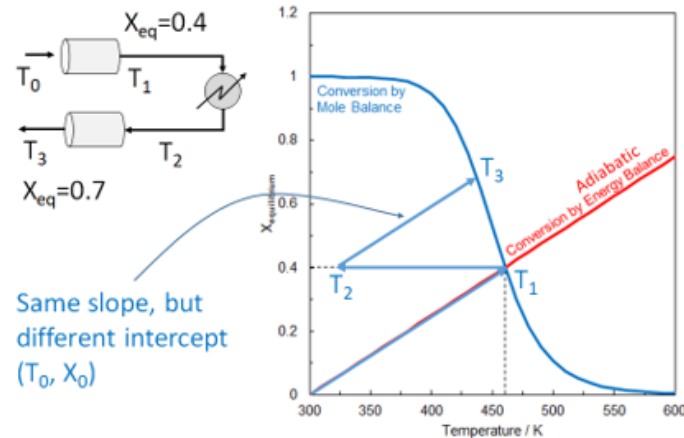 X_eq=0.4
T_0
T_1
T_3
T_2
X_eq=0.7
Same slope, but
different intercept
(T_0, X_0)
1.2
1
0.8
0.6
0.4
0.2
0
X_equilibrium
Conversion by
Mole Balance
Adiabatic
Conversion by Energy Balance
T_3
T_2
T_1
300
350
400
450
500
550
600
Temperature / K